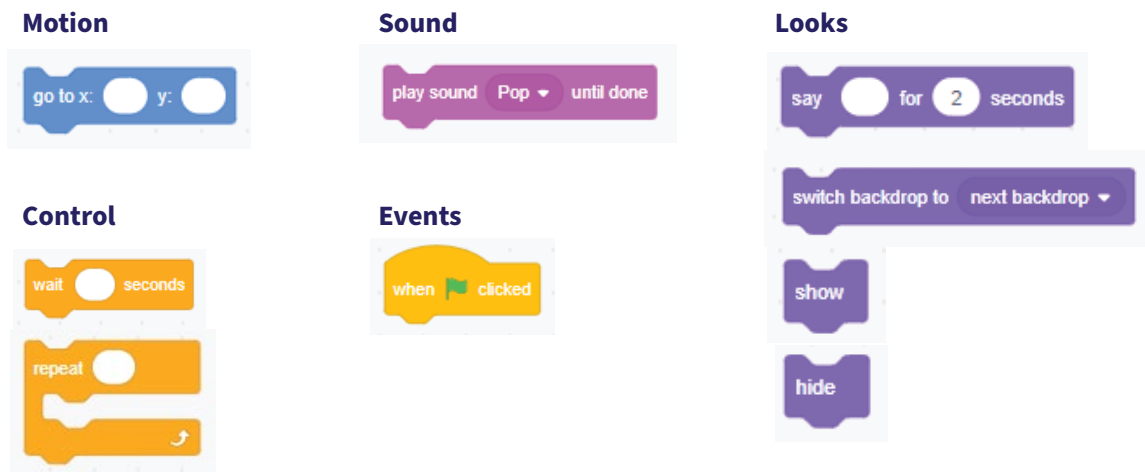 Motion
go to x: y:
Sound
play sound Pop until done
Looks
say for 2 seconds
switch backdrop to next backdrop
show
hide
Control
wait seconds
repeat
Events
when clicked